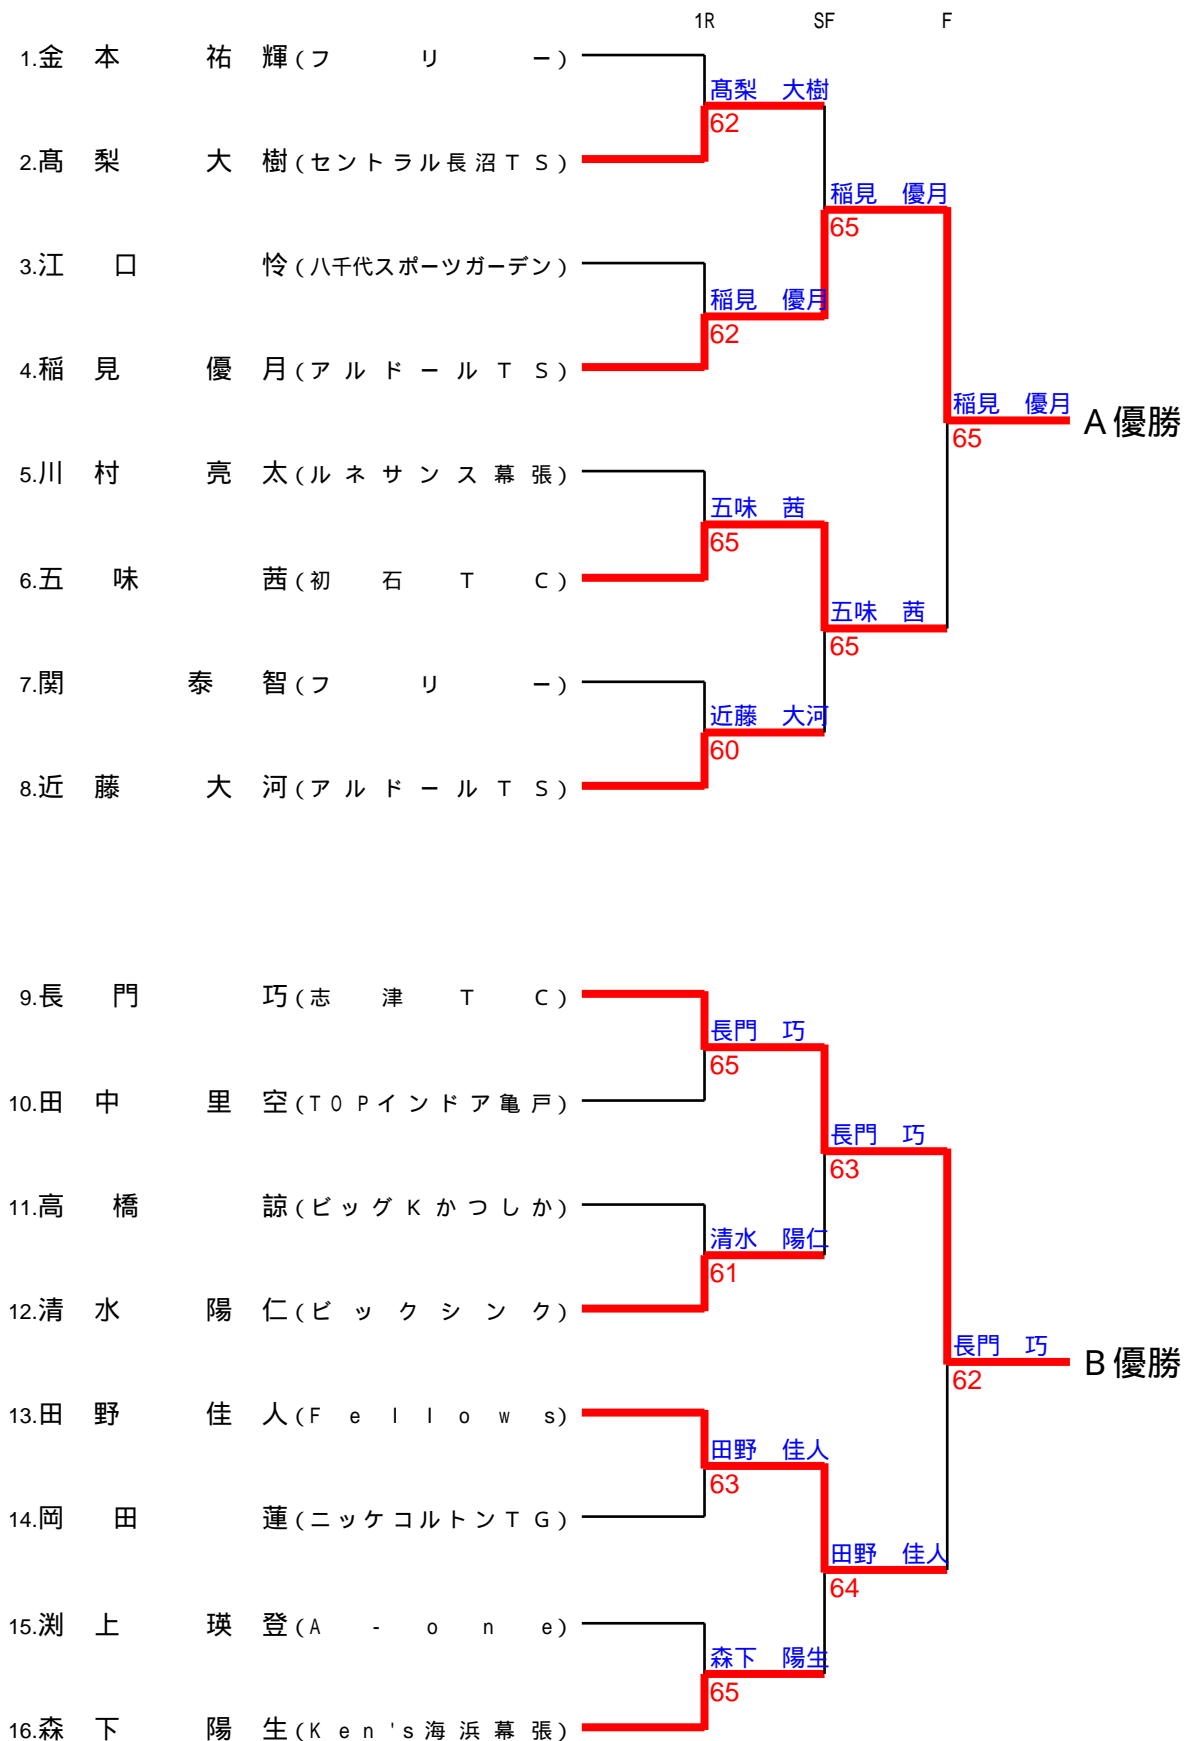 1R SF F
1.金本 祐輝(フリー)
髙梨 大樹
62
2.髙梨 大樹(セントラル長沼TS)
稲見 優月
65
3.江口 怜(八千代スポーツガーデン)
稲見 優月
62
4.稲見 優月(アルドールTS)
稲見 優月
A優勝
65
5.川村 亮太(ルネサンス幕張)
五味 茜
65
6.五味 茜(初石TC)
五味 茜
65
7.関 泰智(フリー)
近藤 大河
60
8.近藤 大河(アルドールTS)
9.長門 巧(志津TC)
長門 巧
65
10.田中 里空(TOPインドア亀戸)
長門 巧
63
11.高橋 諒(ビッグKかつしか)
清水 陽仁
61
12.清水 陽仁(ビックシンク)
長門 巧
B優勝
62
13.田野 佳人(Fellows)
田野 佳人
63
14.岡田 蓮(ニッケコルトンTG)
田野 佳人
64
15.渕上 瑛登(A-one)
森下 陽生
65
16.森下 陽生(Ken's海浜幕張)